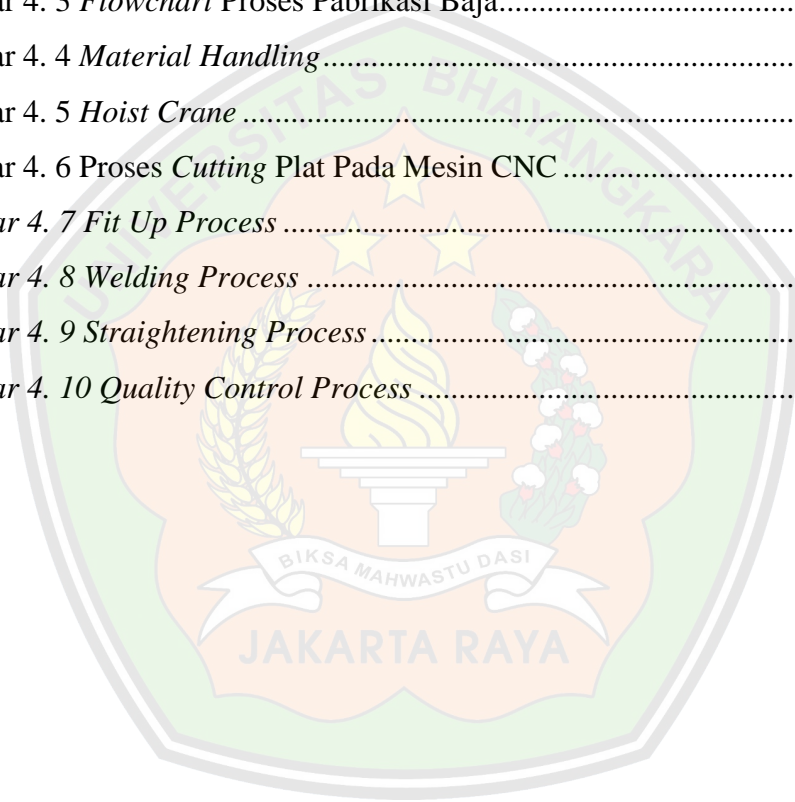 ar 4. 3 Flowchart Proses Pabrikasi Baja..........
ar 4. 4 Material Handling..........
ar 4. 5 Hoist Crane..........
ar 4. 6 Proses Cutting Plat Pada Mesin CNC..........
ar 4. 7 Fit Up Process..........
ar 4. 8 Welding Process..........
ar 4. 9 Straightening Process..........
ar 4. 10 Quality Control Process..........
UNIVERSITAS BHAYANGKARA
BIKSA MAHWASTU DASI
JAKARTA RAYA